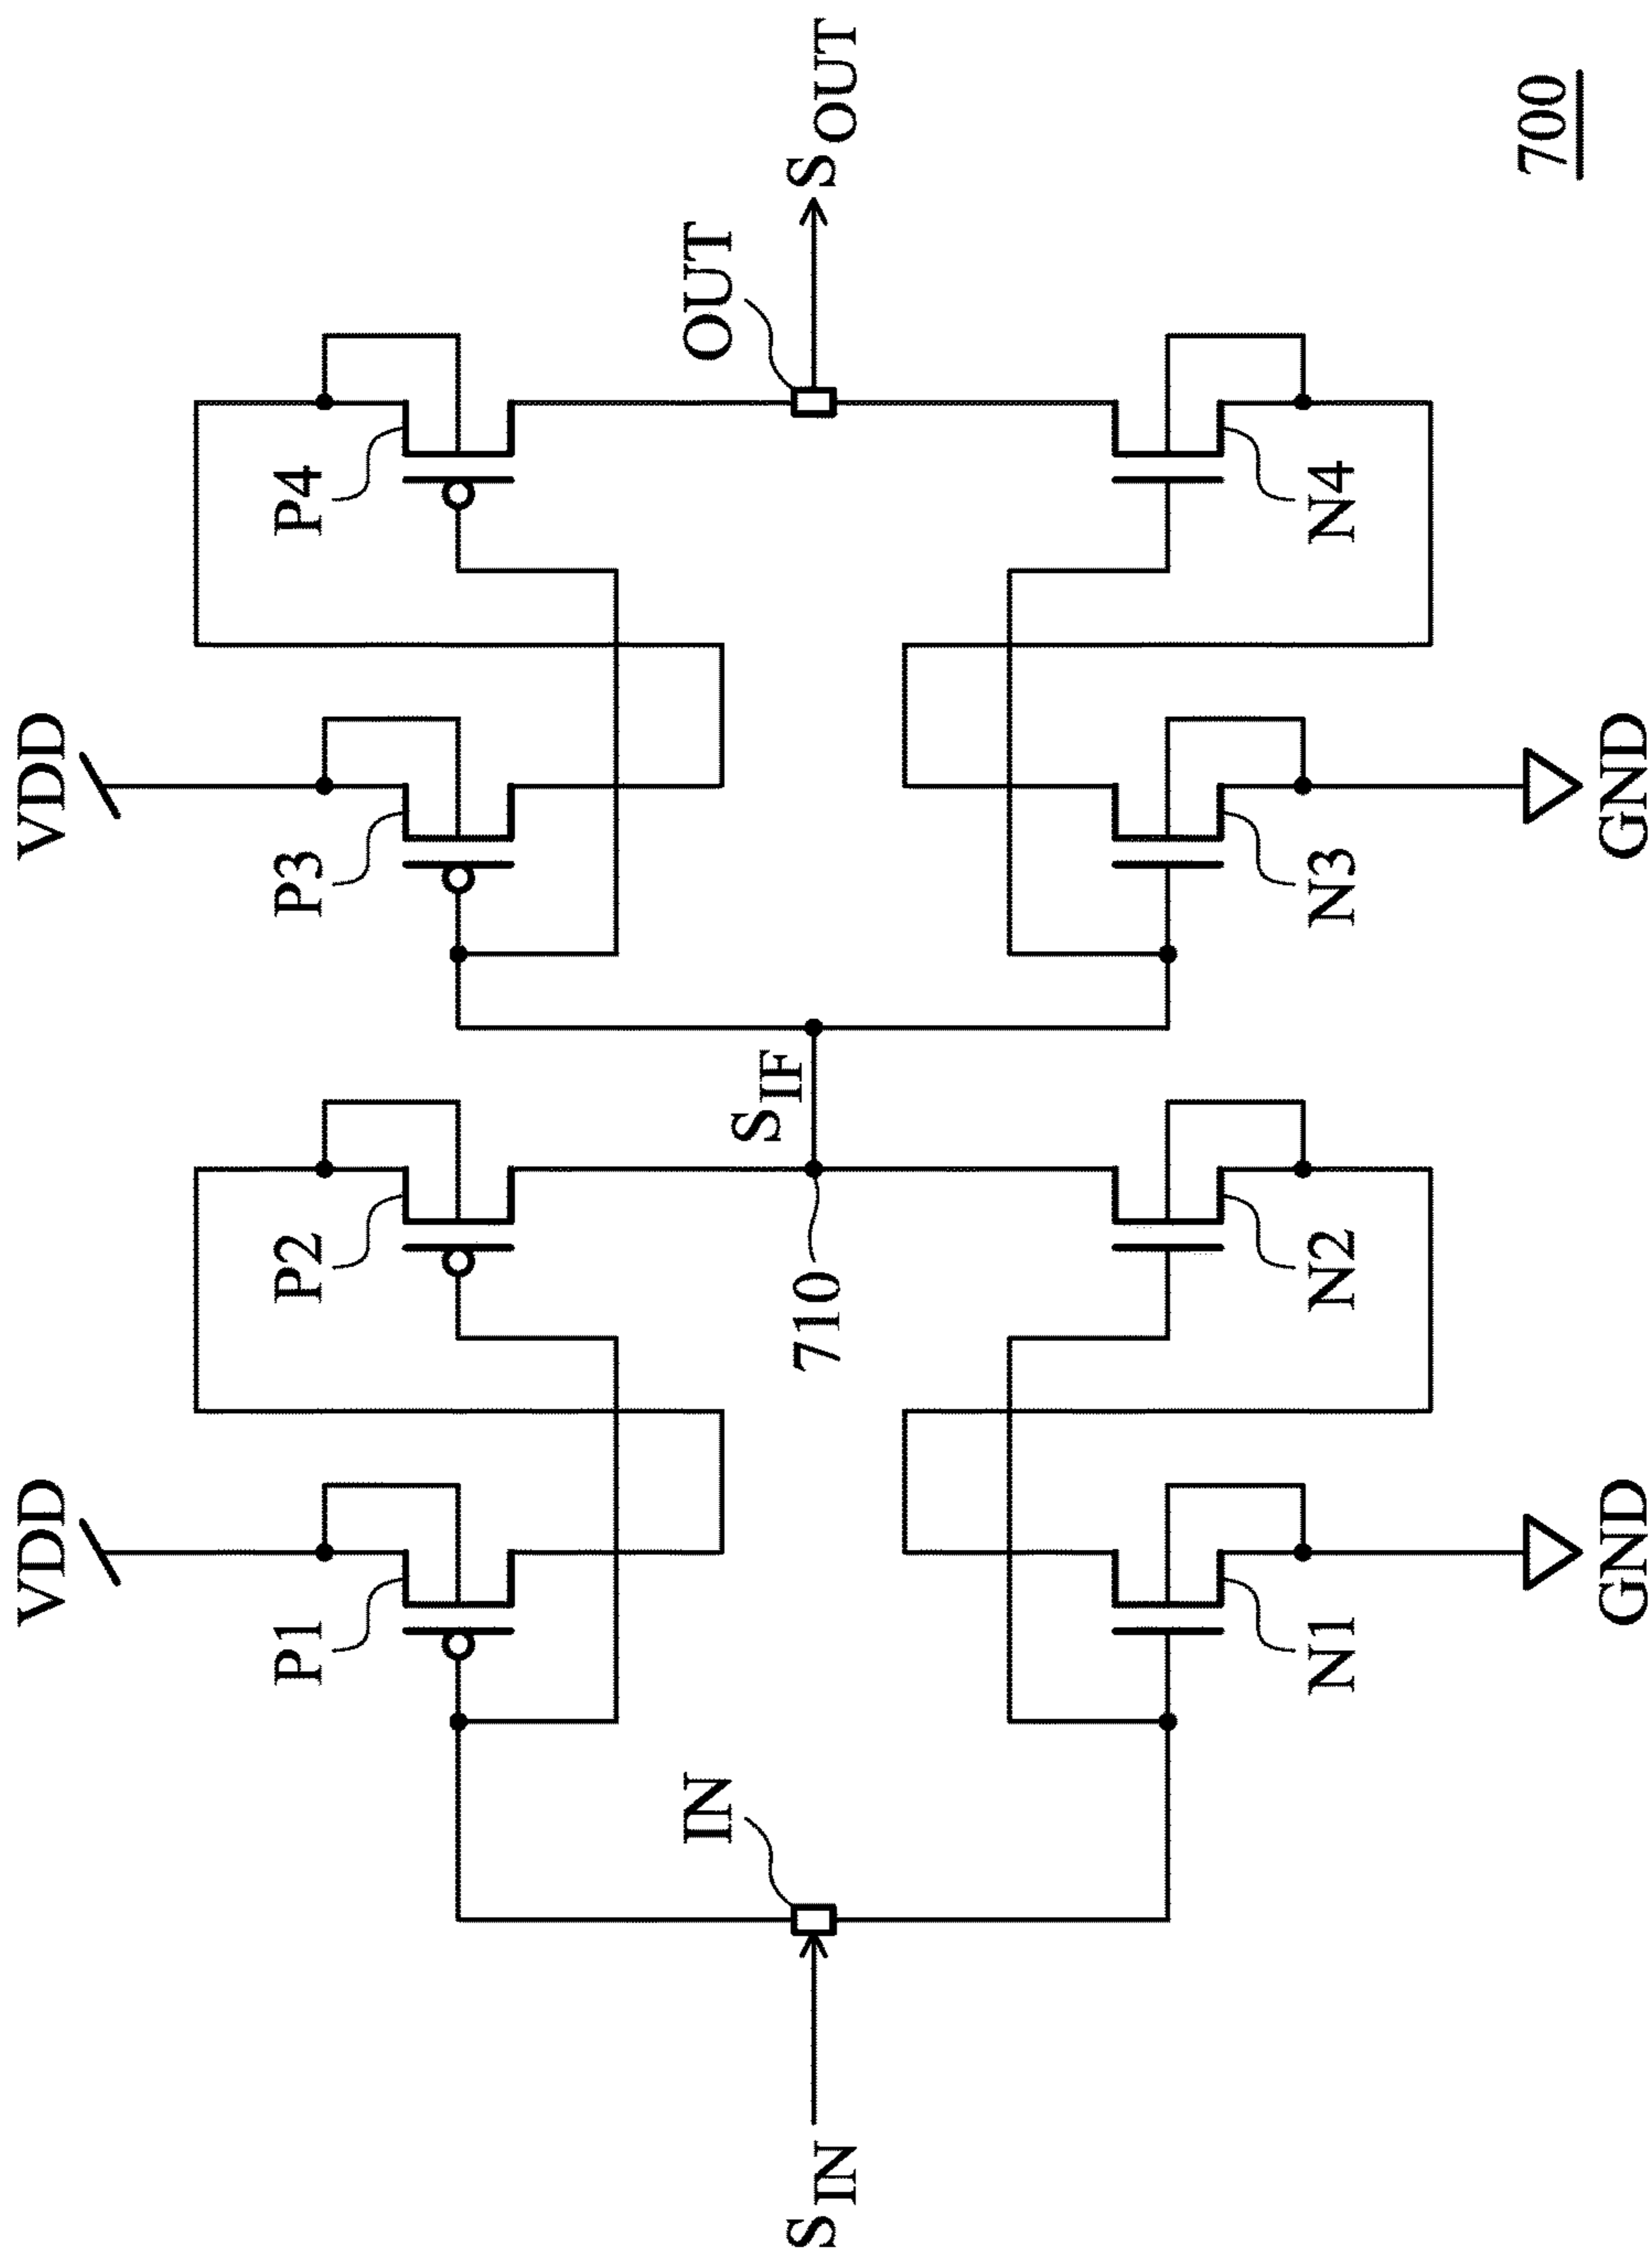 VDD
VDD
P1
P2
P3
P4
IN
S_IF
OUT
S_IN
710
S_OUT
N1
N2
N3
N4
GND
GND
700